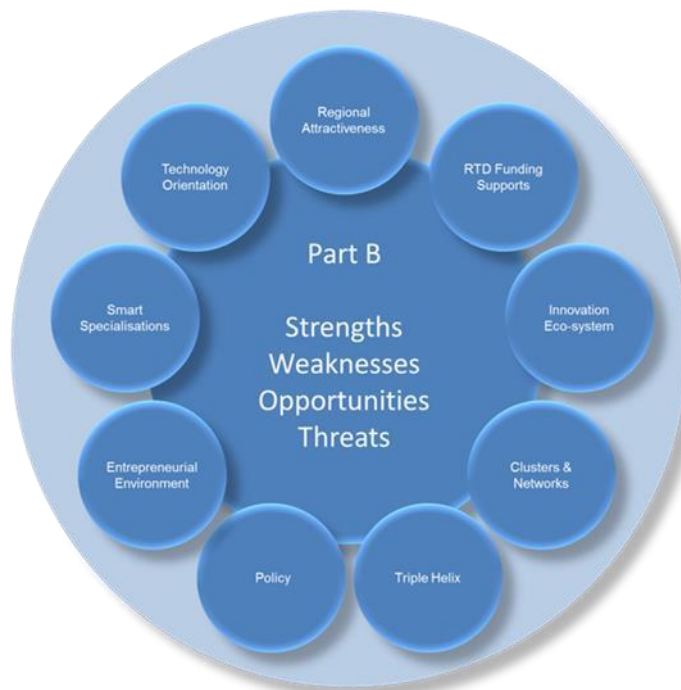 Regional
Attractiveness
RTD Funding
Supports
Innovation
Eco-system
Clusters &
Networks
Triple Helix
Policy
Entrepreneurial
Environment
Smart
Specialisations
Technology
Orientation
Part B
Strengths
Weaknesses
Opportunities
Threats